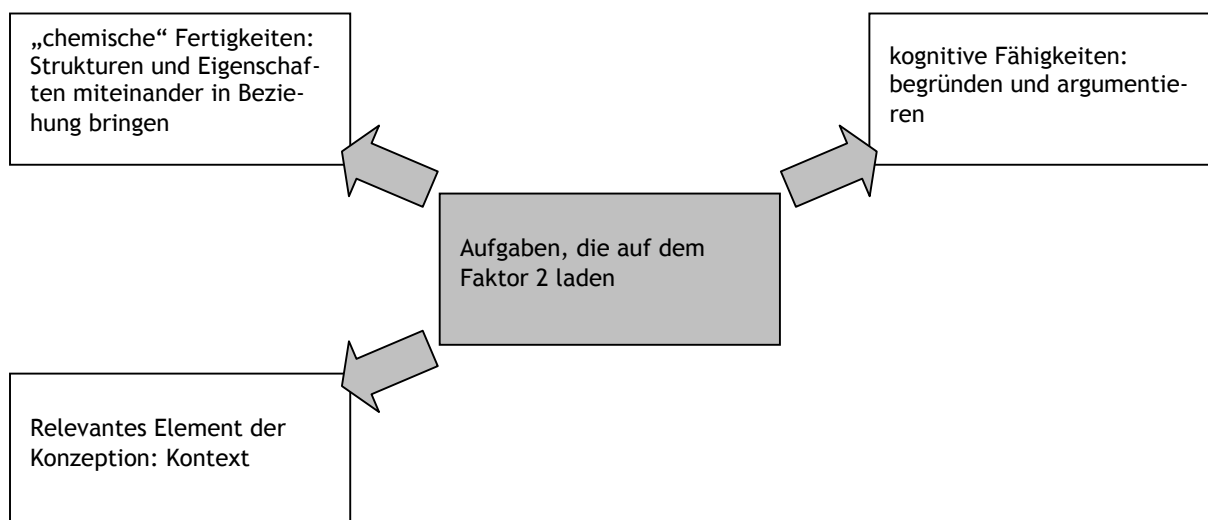 „chemische“ Fertigkeiten:
Strukturen und Eigenschaf-
ten miteinander in Bezie-
hung bringen
kognitive Fähigkeiten:
begründen und argumentie-
ren
Aufgaben, die auf dem
Faktor 2 laden
Relevantes Element der
Konzeption: Kontext